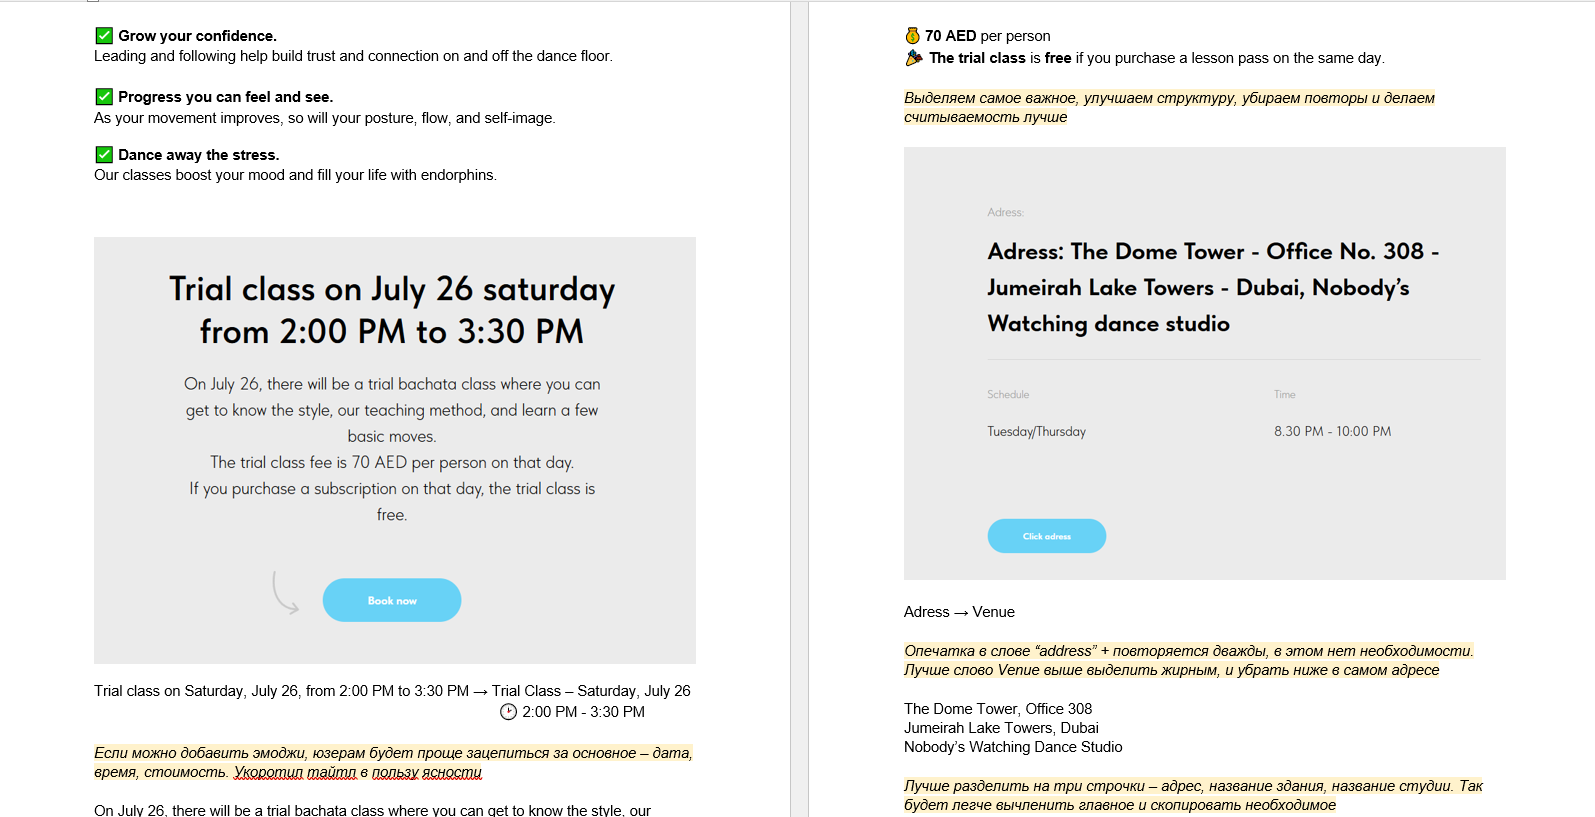 ✅ Grow your confidence.
Leading and following help build trust and connection on and off the dance floor.
✅ Progress you can feel and see.
As your movement improves, so will your posture, flow, and self-image.
✅ Dance away the stress.
Our classes boost your mood and fill your life with endorphins.
Trial class on July 26 saturday
from 2:00 PM to 3:30 PM
On July 26, there will be a trial bachata class where you can
get to know the style, our teaching method, and learn a few
basic moves.
The trial class fee is 70 AED per person on that day.
If you purchase a subscription on that day, the trial class is
free.
Book now
Trial class on Saturday, July 26, from 2:00 PM to 3:30 PM → Trial Class – Saturday, July 26
🕑 2:00 PM - 3:30 PM
Если можно добавить эмоджи, юзерам будет проще зацепиться за основное – дата,
время, стоимость. Укоротил тайтл в пользу ясности
On July 26, there will be a trial bachata class where you can get to know the style, our
💰 70 AED per person
🎉 The trial class is free if you purchase a lesson pass on the same day.
Выделяем самое важное, улучшаем структуру, убираем повторы и делаем
считываемость лучше
Adress:
Adress: The Dome Tower - Office No. 308 -
Jumeirah Lake Towers - Dubai, Nobody’s
Watching dance studio
Schedule
Time
Tuesday/Thursday
8.30 PM - 10:00 PM
Click adress
Adress → Venue
Опечатка в слове “address” + повторяется дважды, в этом нет необходимости.
Лучше слово Venue выше выделить жирным, и убрать ниже в самом адресе
The Dome Tower, Office 308
Jumeirah Lake Towers, Dubai
Nobody’s Watching Dance Studio
Лучше разделить на три строчки – адрес, название здания, название студии. Так
будет легче вычленить главное и скопировать необходимое